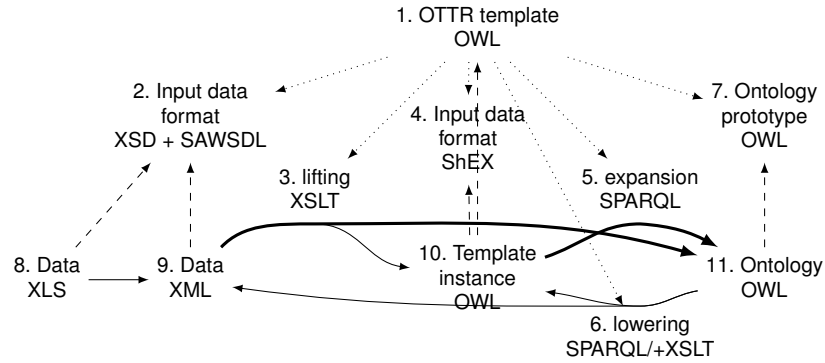 1. OTTR template
OWL
2. Input data
format
XSD + SAWSDL
7. Ontology
prototype
OWL
4. Input data
format
ShEX
3. lifting
XSLT
5. expansion
SPARQL
8. Data
XLS
9. Data
XML
10. Template
instance
OWL
11. Ontology
OWL
6. lowering
SPARQL/+XSLT